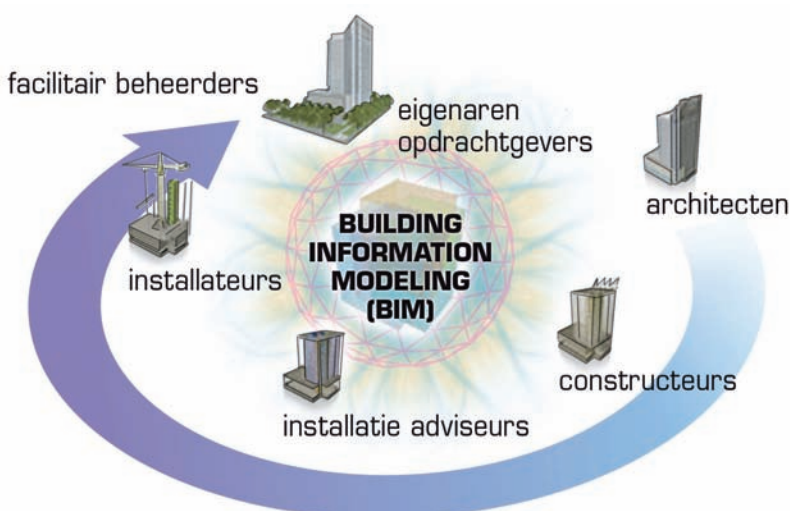 facilitair beheerders
eigenaren
opdrachtgevers
architecten
BUILDING
INFORMATION
MODELING
(BIM)
installateurs
constructeurs
installatie adviseurs